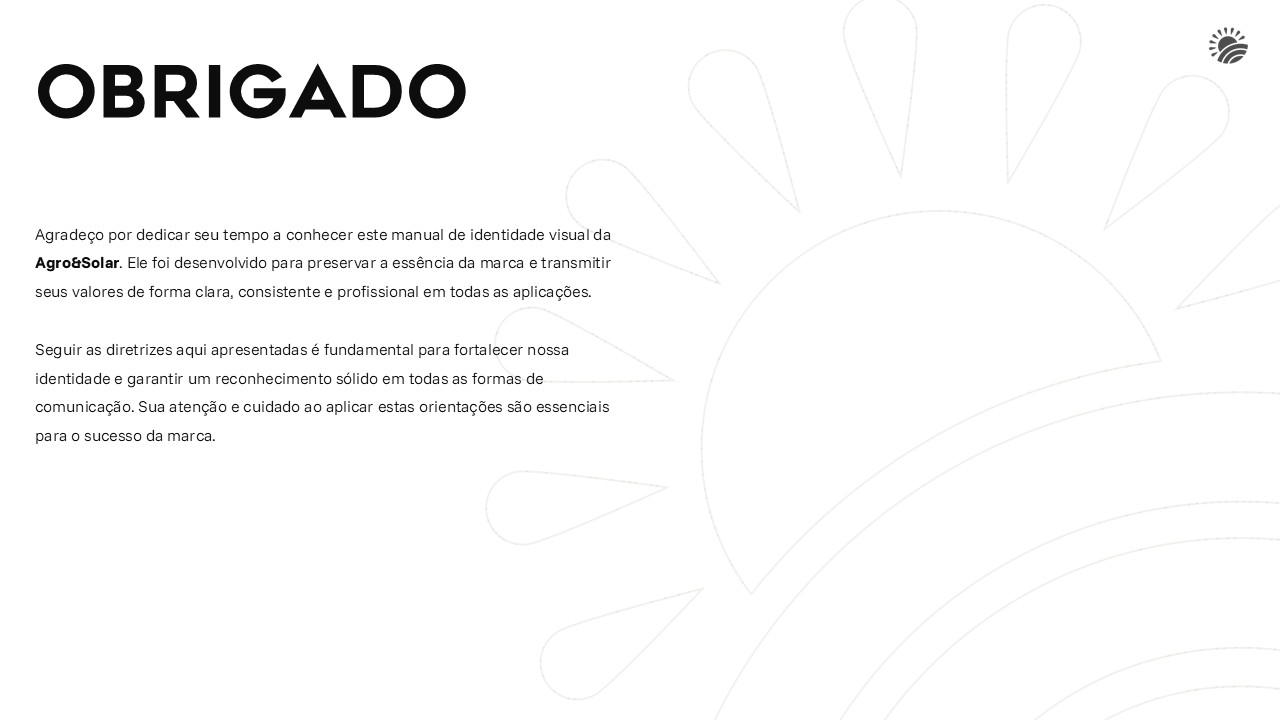 OBRIGADO
Agradeço por dedicar seu tempo a conhecer este manual de identidade visual da
Agro&Solar. Ele foi desenvolvido para preservar a essência da marca e transmitir
seus valores de forma clara, consistente e profissional em todas as aplicações.
Seguir as diretrizes aqui apresentadas é fundamental para fortalecer nossa
identidade e garantir um reconhecimento sólido em todas as formas de
comunicação. Sua atenção e cuidado ao aplicar estas orientações são essenciais
para o sucesso da marca.